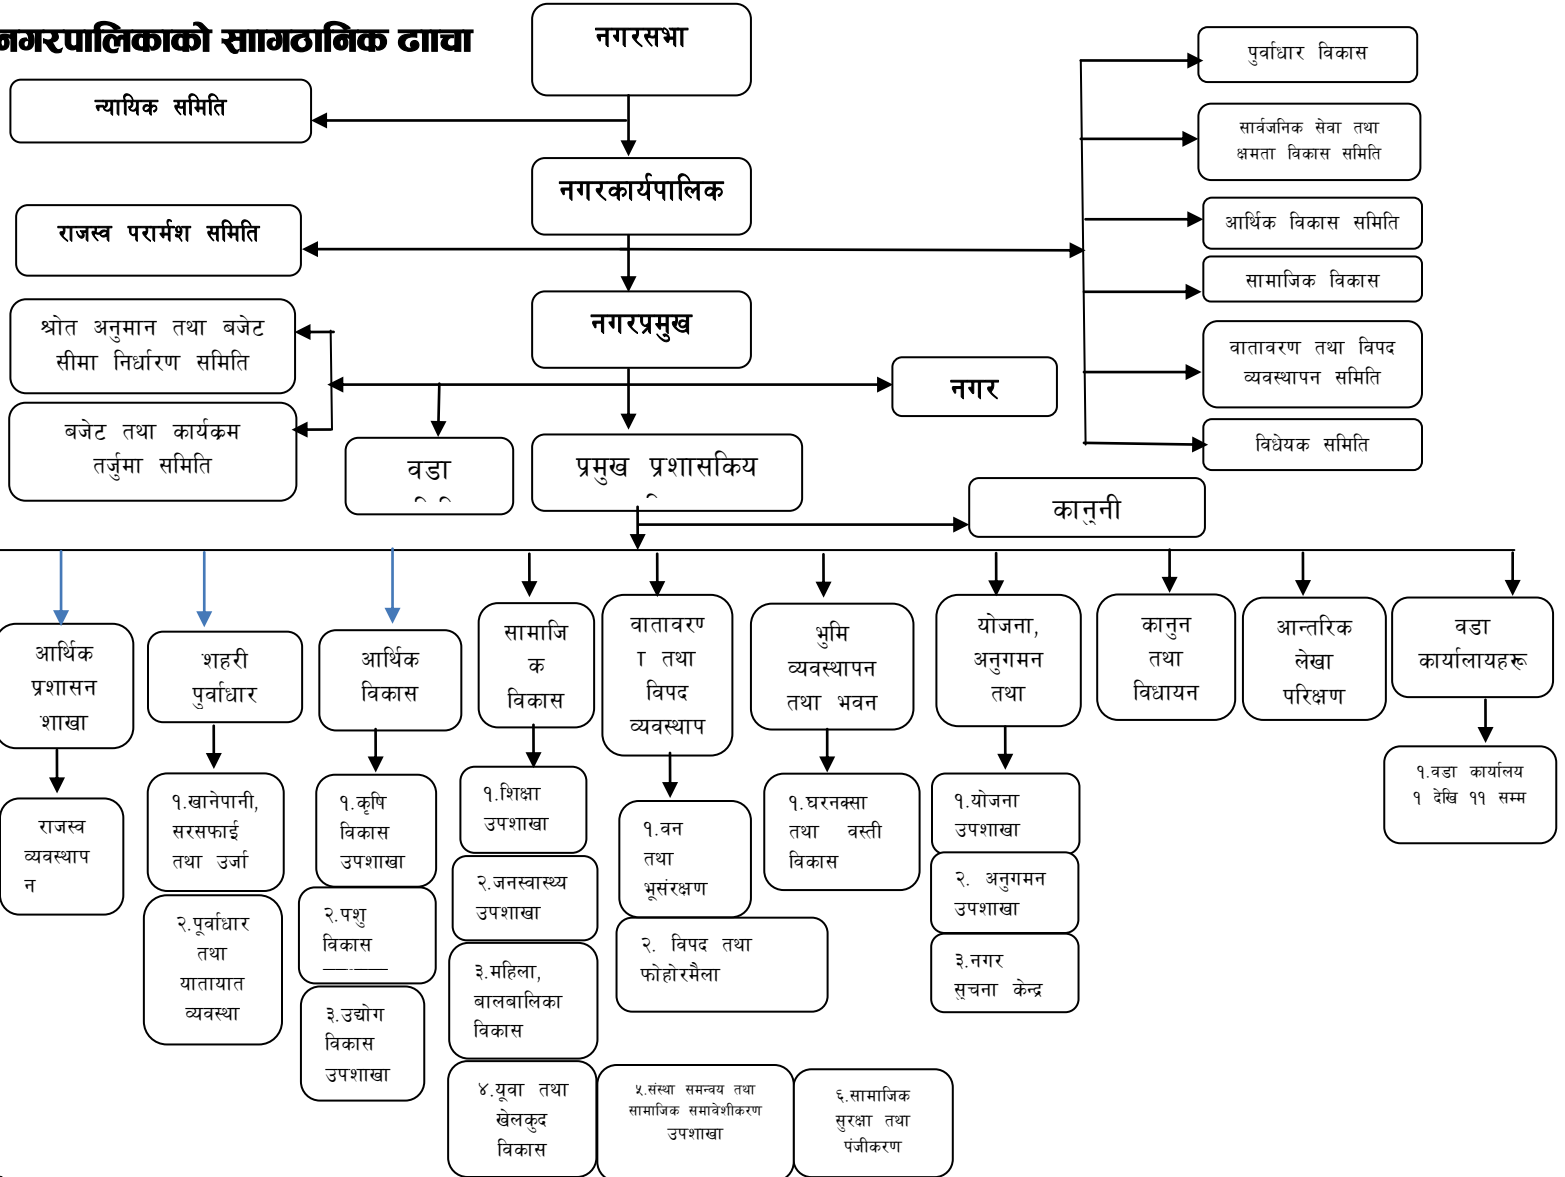 नगरपालिकाको सागठानिक ढााचा
नगरसभा
न्यायिक समिति
नगरकार्यपालिक
राजस्व परार्मश समिति
नगरप्रमुख
श्रोत अनुमान तथा बजेट
सीमा निर्धारण समिति
बजेट तथा कार्यक्रम
तर्जुमा समिति
नगर
वडा
प्रमुख प्रशासकिय
कानूनी
पुर्वाधार विकास
सार्वजनिक सेवा तथा
क्षमता विकास समिति
आर्थिक विकास समिति
सामाजिक विकास
वातावरण तथा विपद
व्यवस्थापन समिति
विधेयक समिति
आर्थिक
प्रशासन
शाखा
शहरी
पुर्वाधार
आर्थिक
विकास
सामाजि
क
विकास
वातावरण
ा तथा
विपद
व्यवस्थाप
भुमि
व्यवस्थापन
तथा भवन
योजना,
अनुगमन
तथा
कानुन
तथा
विधायन
आन्तरिक
लेखा
परिक्षण
वडा
कार्यालायहरू
राजस्व
व्यवस्थाप
न
१.खानेपानी,
सरसफाई
तथा उर्जा
२.पूर्वाधार
तथा
यातायात
व्यवस्था
१.कृषि
विकास
उपशाखा
२.पशु
विकास
३.उद्योग
विकास
उपशाखा
१.शिक्षा
उपशाखा
२.जनस्वास्थ्य
उपशाखा
३.महिला,
बालबालिका
विकास
४.यूवा तथा
खेलकुद
विकास
५.संस्था समन्वय तथा
सामाजिक समावेशीकरण
उपशाखा
६.सामाजिक
सुरक्षा तथा
पंजीकरण
१.वन
तथा
भूसंरक्षण
२. विपद तथा
फोहोरमैला
१.घरनक्सा
तथा वस्ती
विकास
१.योजना
उपशाखा
२. अनुगमन
उपशाखा
३.नगर
सूचना केन्द्र
१.वडा कार्यालय
१ देखि ११ सम्म